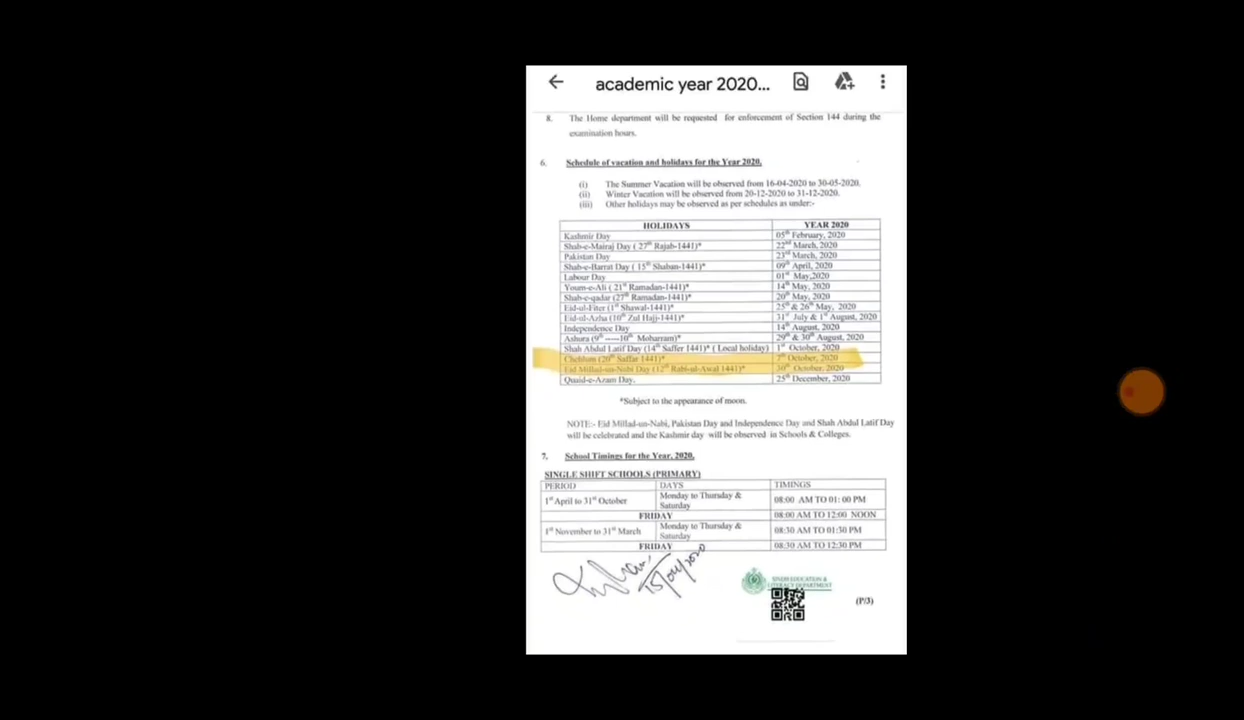 academic year 2020...
8. The Home department will be requested for enforcement of Section 144 during the
examination hours.
6. Schedule of vacation and holidays for the Year 2020.
(i) The Summer Vacation will be observed from 16-04-2020 to 30-05-2020.
(ii) Winter Vacation will be observed from 20-12-2020 to 31-12-2020.
(iii) Other holidays may be observed as per schedules as under:-
HOLIDAYS YEAR 2020
Kashmir Day 05th February, 2020
Shab-e-Mairaj Day ( 27th Rajab-1441)* 22nd March, 2020
Pakistan Day 23rd March, 2020
Shab-e-Barrat Day ( 15th Shaban-1441)* 09th April, 2020
Labour Day 01st May,2020
Youm-e-Ali ( 21st Ramadan-1441)* 14th May, 2020
Shab-e-qadar (27th Ramadan-1441)* 20th May, 2020
Eid-ul-Fiter (1st Shawal-1441)* 25th & 26th May, 2020
Eid-ul-Azha (10th Zul Hajj-1441)* 31st July & 1st August, 2020
Independence Day 14th August, 2020
Ashura (9th ----10th Moharram)* 29th & 30th August, 2020
Shah Abdul Latif Day (14th Saffer 1441)* ( Local holiday) 1st October, 2020
Chehlum (20th Saffar 1441)* 7th October, 2020
Eid Millad-un-Nabi Day (12th Rabi-ul-Awal 1441)* 30th October, 2020
Quaid-e-Azam Day. 25th December, 2020
*Subject to the appearance of moon.
NOTE:- Eid Millad-un-Nabi, Pakistan Day and Independence Day and Shah Abdul Latif Day
will be celebrated and the Kashmir day will be observed in Schools & Colleges.
7. School Timings for the Year, 2020.
SINGLE SHIFT SCHOOLS (PRIMARY)
PERIOD DAYS TIMINGS
1st April to 31st October Monday to Thursday & Saturday 08:00 AM TO 01: 00 PM
FRIDAY 08:00 AM TO 12:00 NOON
1st November to 31st March Monday to Thursday & Saturday 08:30 AM TO 01:30 PM
FRIDAY 08:30 AM TO 12:30 PM
15/04/2020
SINDH EDUCATION &
LITERACY DEPARTMENT
(P/3)